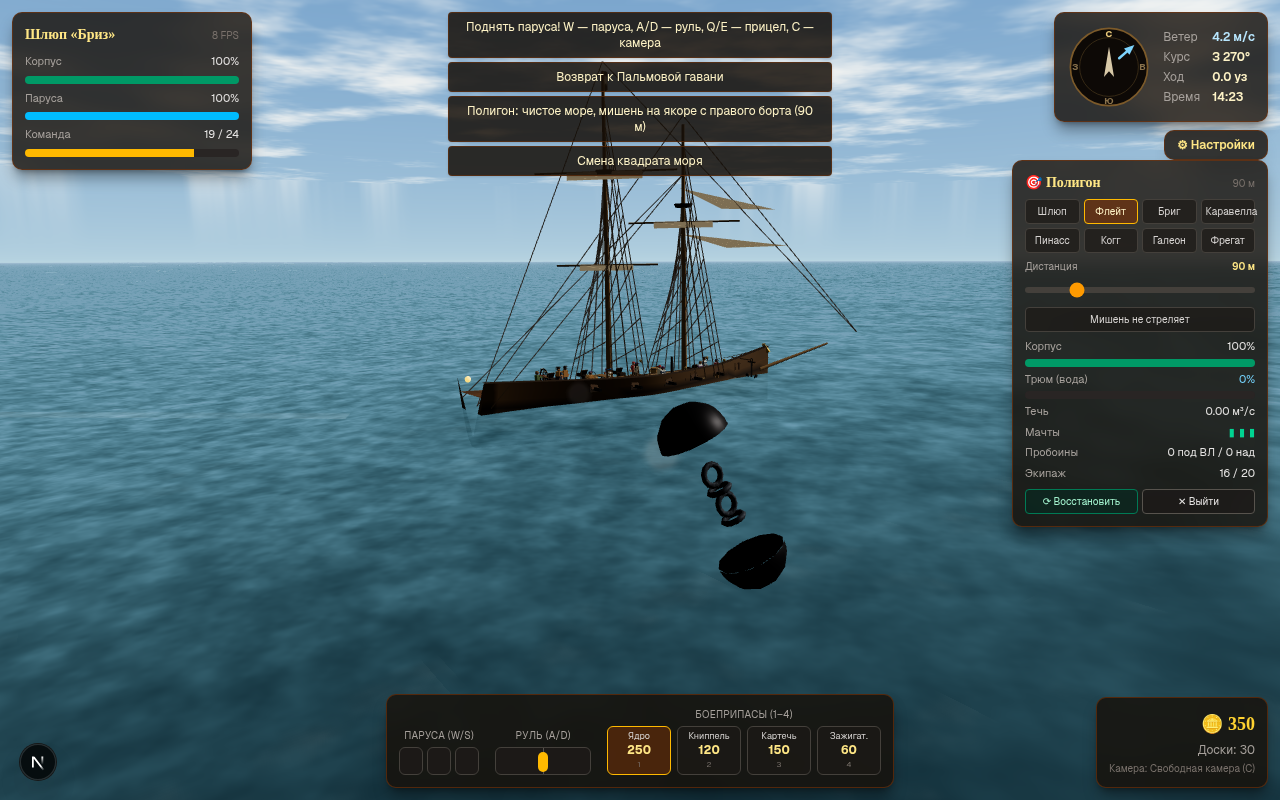 Шлюп «Бриз»
8 FPS
Корпус
100%
Паруса
100%
Команда
19 / 24
Поднять паруса! W — паруса, A/D — руль, Q/E — прицел, C —
камера
Возврат к Пальмовой гавани
Полигон: чистое море, мишень на якоре с правого борта (90
м)
Смена квадрата моря
С
З
В
Ю
Ветер
4.2 м/с
Курс
З 270°
Ход
0.0 уз
Время
14:23
⚙ Настройки
🎯 Полигон
90 м
Шлюп
Флейт
Бриг
Каравелла
Пинасс
Когг
Галеон
Фрегат
Дистанция
90 м
Мишень не стреляет
Корпус
100%
Трюм (вода)
0%
Течь
0.00 м³/с
Мачты
▮ ▮ ▮
Пробоины
0 под ВЛ / 0 над
Экипаж
16 / 20
⟳ Восстановить
✕ Выйти
ПАРУСА (W/S)
РУЛЬ (A/D)
БОЕПРИПАСЫ (1–4)
Ядро
250
1
Книппель
120
2
Картечь
150
3
Зажигат.
60
4
🪙 350
Доски: 30
Камера: Свободная камера (C)
N